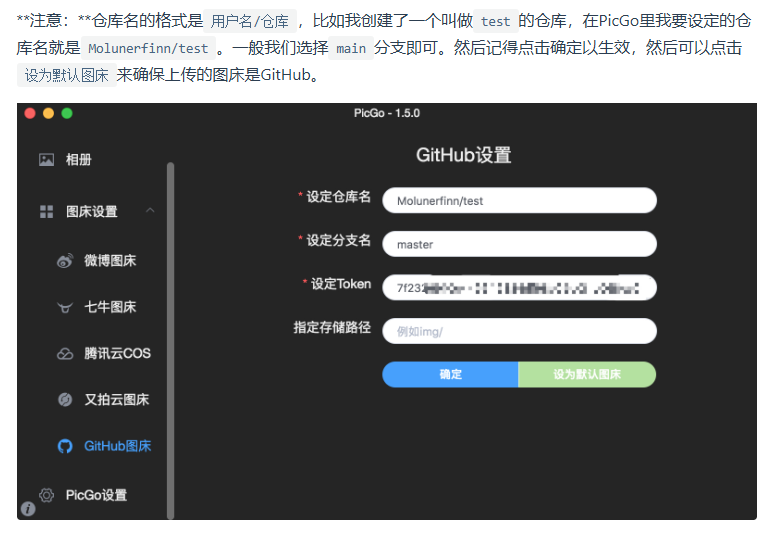 **注意：**仓库名的格式是 用户名/仓库 ，比如我创建了一个叫做 test 的仓库，在PicGo里我要设定的仓
库名就是 Molunerfinn/test 。一般我们选择 main 分支即可。然后记得点击确定以生效，然后可以点击
设为默认图床 来确保上传的图床是GitHub。
PicGo - 1.5.0
相册
图床设置
微博图床
七牛图床
腾讯云COS
又拍云图床
GitHub图床
PicGo设置
GitHub设置
* 设定仓库名 Molunerfinn/test
* 设定分支名 master
* 设定Token 7f232
指定存储路径 例如img/
确定 设为默认图床